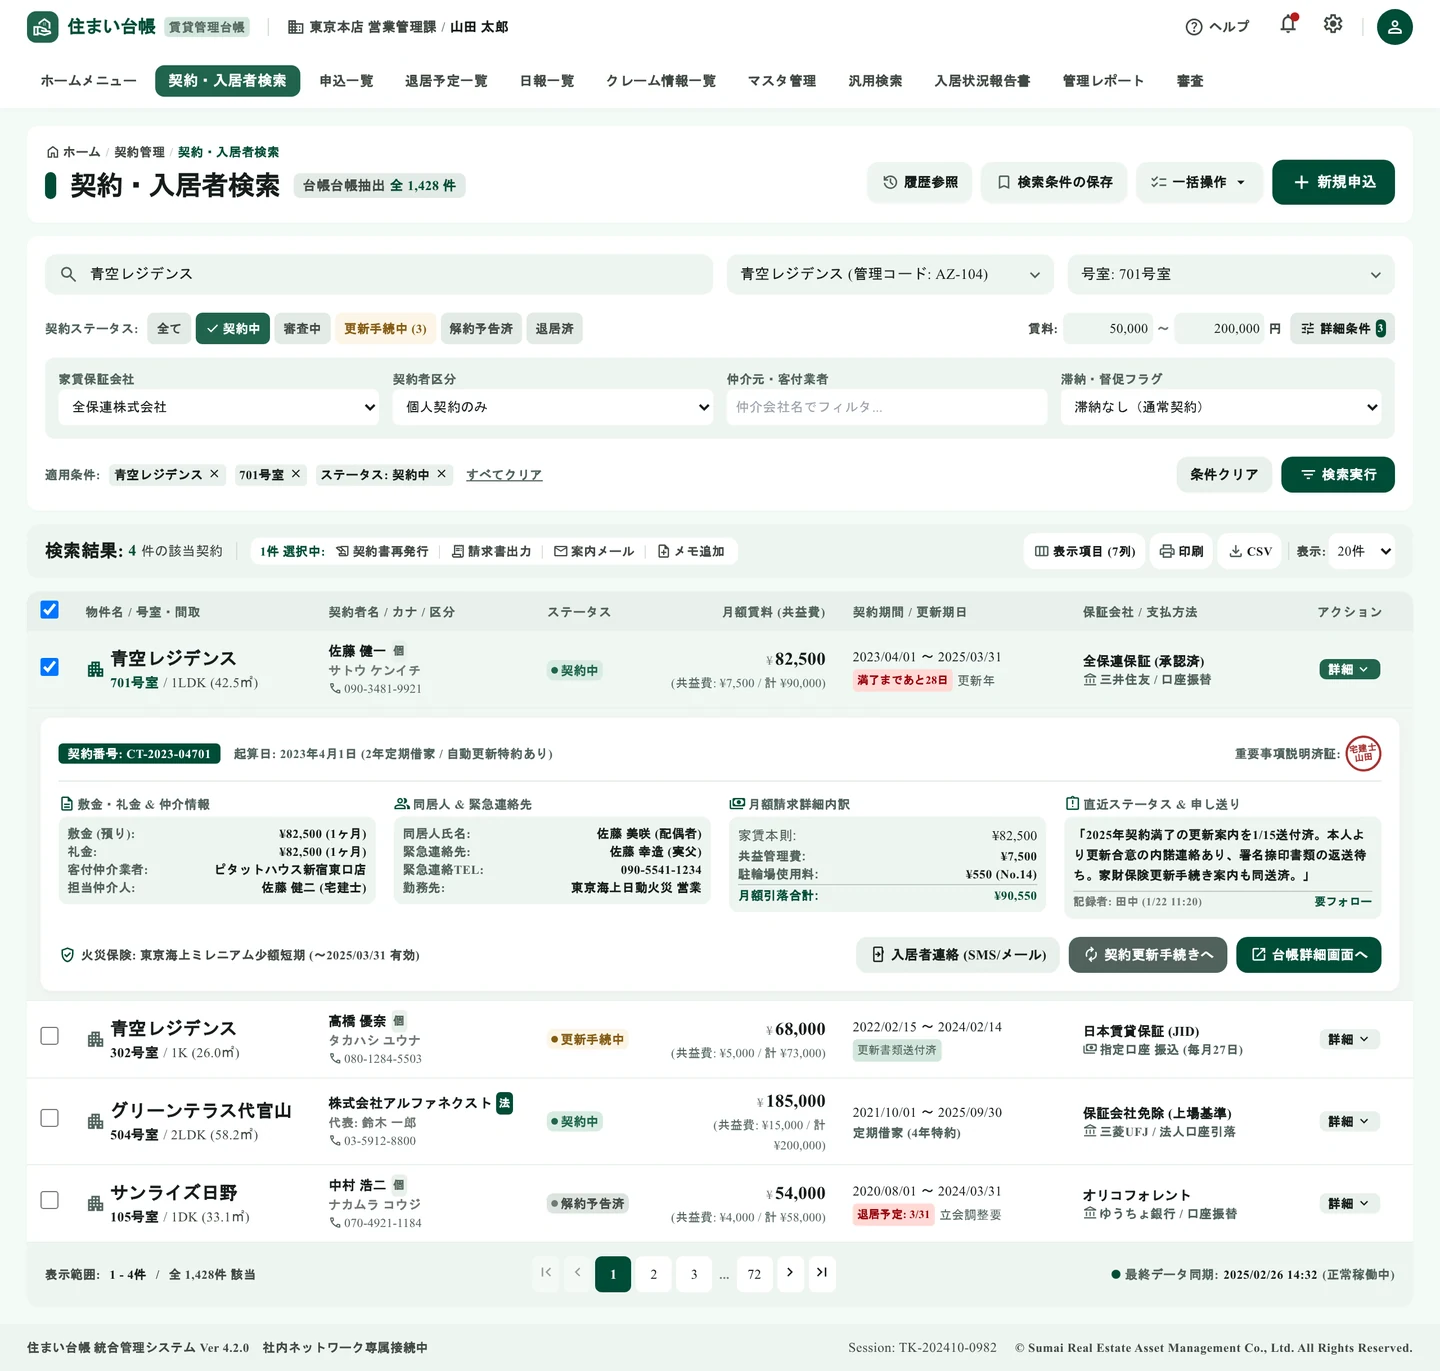 住まい台帳 賃貸管理台帳 東京本店 営業管理課 / 山田 太郎 ヘルプ
ホームメニュー 契約・入居者検索 申込一覧 退居予定一覧 日報一覧 クレーム情報一覧 マスタ管理 汎用検索 入居状況報告書 管理レポート 審査
ホーム / 契約管理 / 契約・入居者検索
契約・入居者検索 台帳台帳抽出 全 1,428 件 履歴参照 検索条件の保存 一括操作 新規申込
青空レジデンス 青空レジデンス (管理コード: AZ-104) 号室: 701号室
契約ステータス: 全て 契約中 審査中 更新手続中 (3) 解約予告済 退居済 賃料: 50,000 〜 200,000 円 詳細条件 3
家賃保証会社 契約者区分 仲介元・客付業者 滞納・督促フラグ
全保連株式会社 個人契約のみ 仲介会社名でフィルタ... 滞納なし（通常契約）
適用条件: 青空レジデンス ✕ 701号室 ✕ ステータス: 契約中 ✕ すべてクリア 条件クリア 検索実行
検索結果: 4 件の該当契約 1件 選択中: 契約書再発行 請求書出力 案内メール メモ追加 表示項目 (7列) 印刷 CSV 表示: 20件
物件名 / 号室・間取 契約者名 / カナ / 区分 ステータス 月額賃料 (共益費) 契約期間 / 更新期日 保証会社 / 支払方法 アクション
青空レジデンス
701号室 / 1LDK (42.5㎡)
佐藤 健一 個
サトウ ケンイチ
090-3481-9921
契約中
¥82,500
(共益費: ¥7,500 / 計 ¥90,000)
2023/04/01 〜 2025/03/31
満了まであと28日 更新年
全保連保証 (承認済)
三井住友 / 口座振替
詳細
契約番号: CT-2023-04701 起算日: 2023年4月1日 (2年定期借家 / 自動更新特約あり) 重要事項説明済証: 宅建士
山田
敷金・礼金 & 仲介情報
敷金 (預り): ¥82,500 (1ヶ月)
礼金: ¥82,500 (1ヶ月)
客付仲介業者: ピタットハウス新宿東口店
担当仲介人: 佐藤 健二 (宅建士)
同居人 & 緊急連絡先
同居人氏名: 佐藤 美咲 (配偶者)
緊急連絡先: 佐藤 幸造 (実父)
緊急連絡TEL: 090-5541-1234
勤務先: 東京海上日動火災 営業
月額請求詳細内訳
家賃本則: ¥82,500
共益管理費: ¥7,500
駐輪場使用料: ¥550 (No.14)
月額引落合計: ¥90,550
直近ステータス & 申し送り
「2025年契約満了の更新案内を1/15送付済。本人よ
り更新合意の内諾連絡あり、署名捺印書類の返送待
ち。家財保険更新手続き案内も同送済。」
記録者: 田中 (1/22 11:20) 要フォロー
火災保険: 東京海上ミレニアム少額短期 (〜2025/03/31 有効) 入居者連絡 (SMS/メール) 契約更新手続きへ 台帳詳細画面へ
青空レジデンス
302号室 / 1K (26.0㎡)
高橋 優奈 個
タカハシ ユウナ
080-1284-5503
更新手続中
¥68,000
(共益費: ¥5,000 / 計 ¥73,000)
2022/02/15 〜 2024/02/14
更新書類送付済
日本賃貸保証 (JID)
指定口座 振込 (毎月27日)
詳細
グリーンテラス代官山
504号室 / 2LDK (58.2㎡)
株式会社アルファネクスト 法
代表: 鈴木 一郎
03-5912-8800
契約中
¥185,000
(共益費: ¥15,000 / 計
¥200,000)
2021/10/01 〜 2025/09/30
定期借家 (4年特約)
保証会社免除 (上場基準)
三菱UFJ / 法人口座引落
詳細
サンライズ日野
105号室 / 1DK (33.1㎡)
中村 浩二 個
ナカムラ コウジ
070-4921-1184
解約予告済
¥54,000
(共益費: ¥4,000 / 計 ¥58,000)
2020/08/01 〜 2024/03/31
退居予定: 3/31 立会調整要
オリコフォレント
ゆうちょ銀行 / 口座振替
詳細
表示範囲: 1 - 4件 / 全 1,428件 該当 1 2 3 ... 72 最終データ同期: 2025/02/26 14:32 (正常稼働中)
住まい台帳 統合管理システム Ver 4.2.0 社内ネットワーク専属接続中 Session: TK-202410-0982 © Sumai Real Estate Asset Management Co., Ltd. All Rights Reserved.